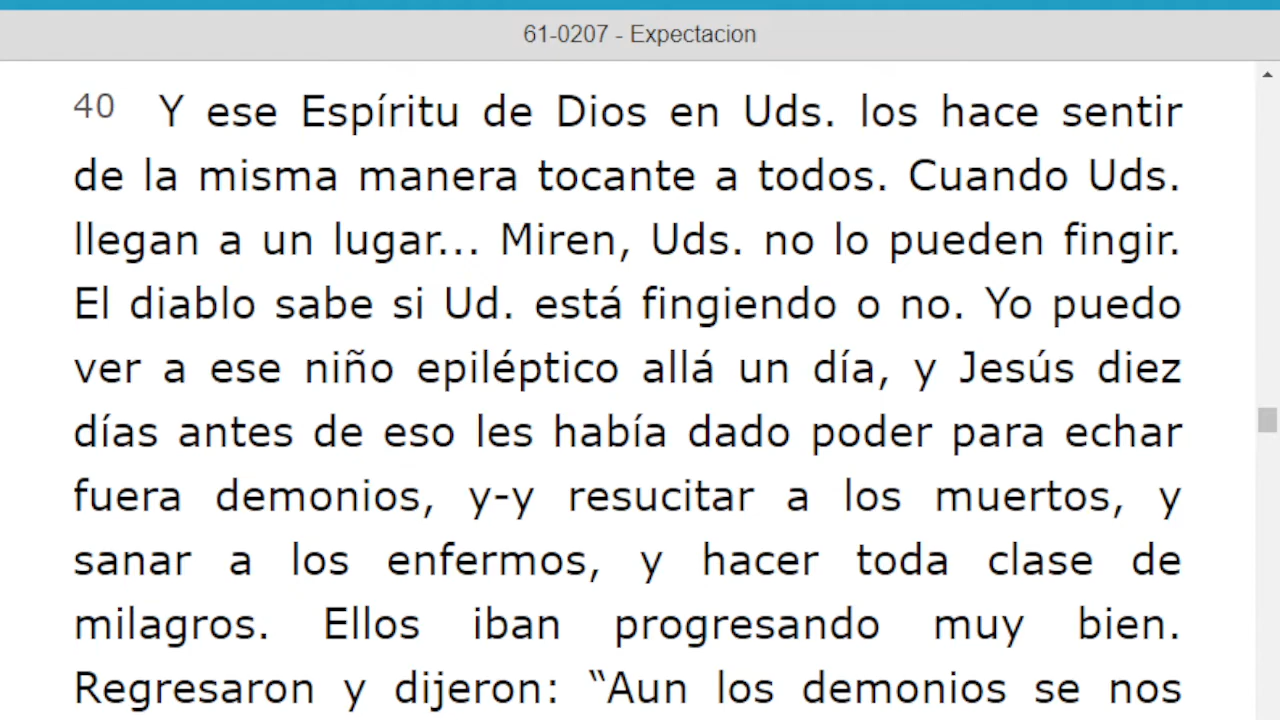 61-0207 - Expectacion
40 Y ese Espíritu de Dios en Uds. los hace sentir
de la misma manera tocante a todos. Cuando Uds.
llegan a un lugar... Miren, Uds. no lo pueden fingir.
El diablo sabe si Ud. está fingiendo o no. Yo puedo
ver a ese niño epiléptico allá un día, y Jesús diez
días antes de eso les había dado poder para echar
fuera demonios, y-y resucitar a los muertos, y
sanar a los enfermos, y hacer toda clase de
milagros. Ellos iban progresando muy bien.
Regresaron y dijeron: “Aun los demonios se nos